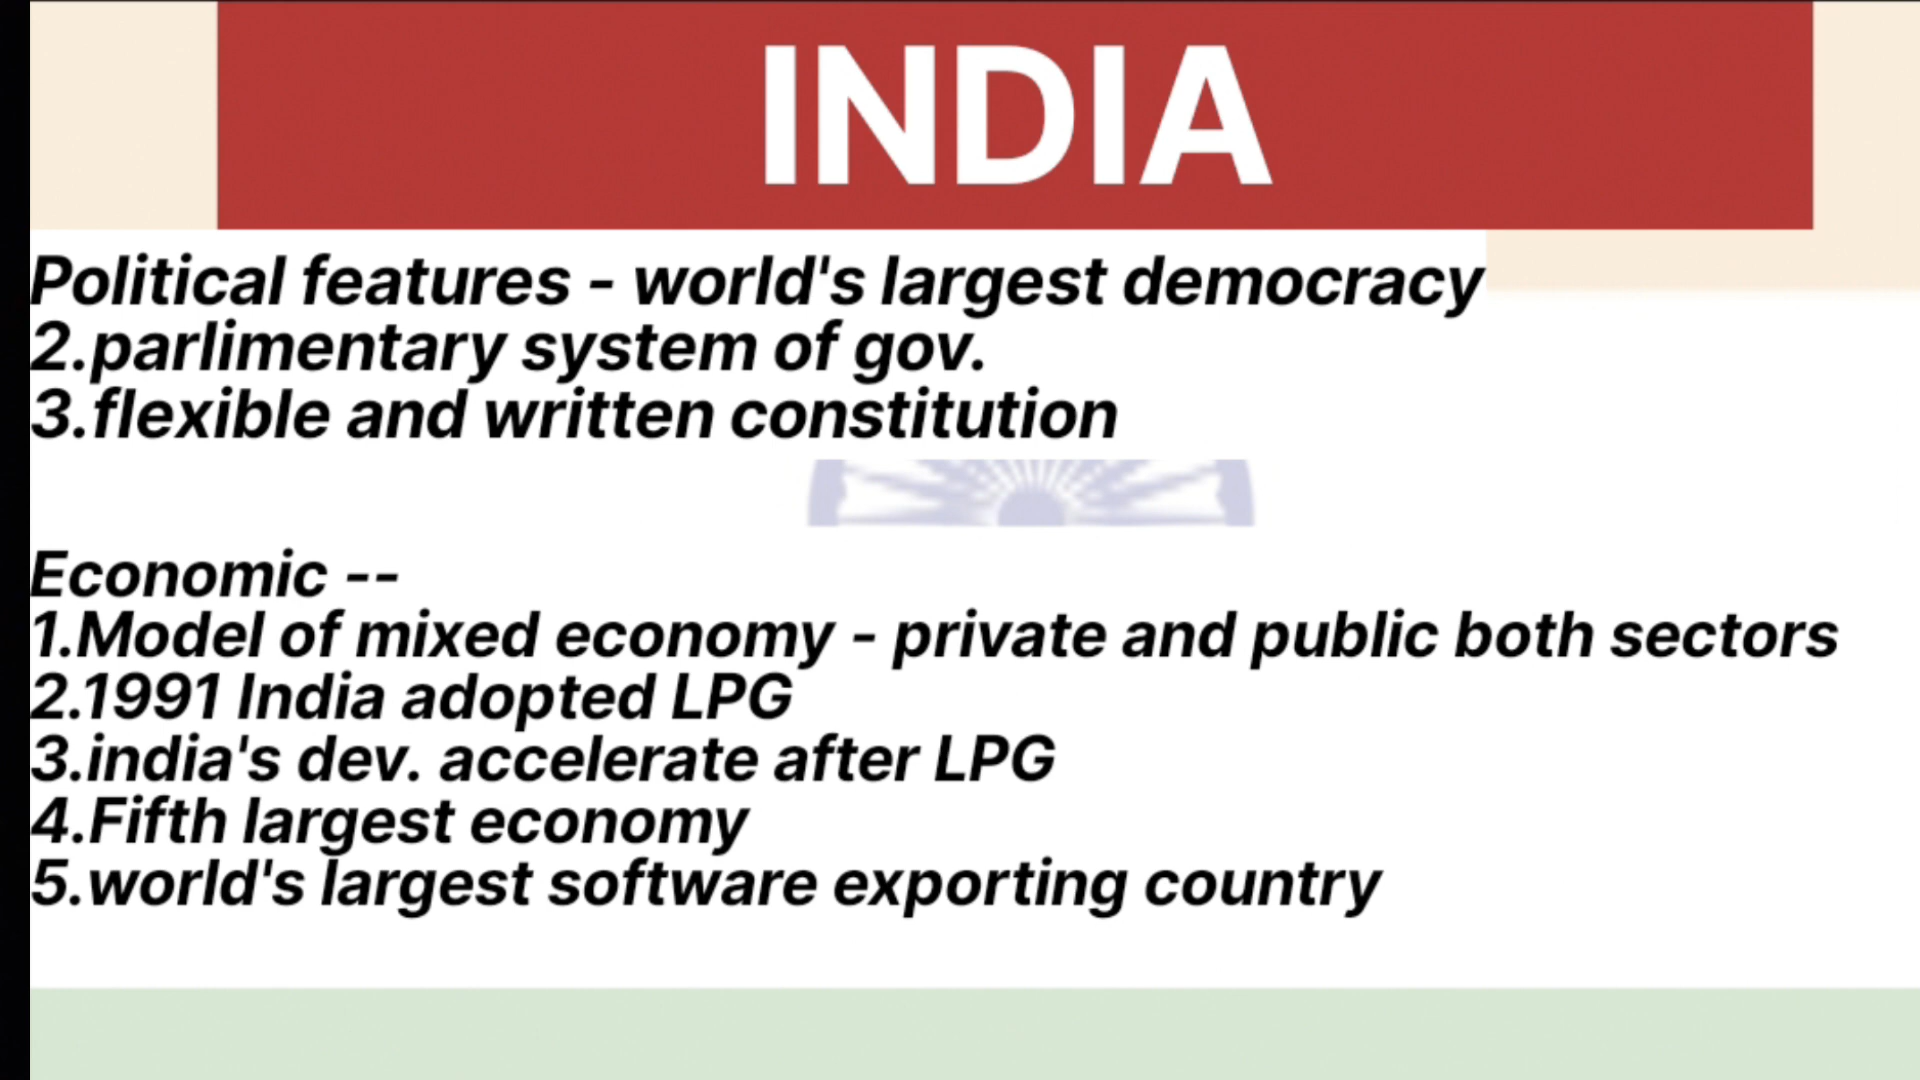 INDIA
Political features - world's largest democracy
2.parlimentary system of gov.
3.flexible and written constitution
Economic --
1.Model of mixed economy - private and public both sectors
2.1991 India adopted LPG
3.india's dev. accelerate after LPG
4.Fifth largest economy
5.world's largest software exporting country